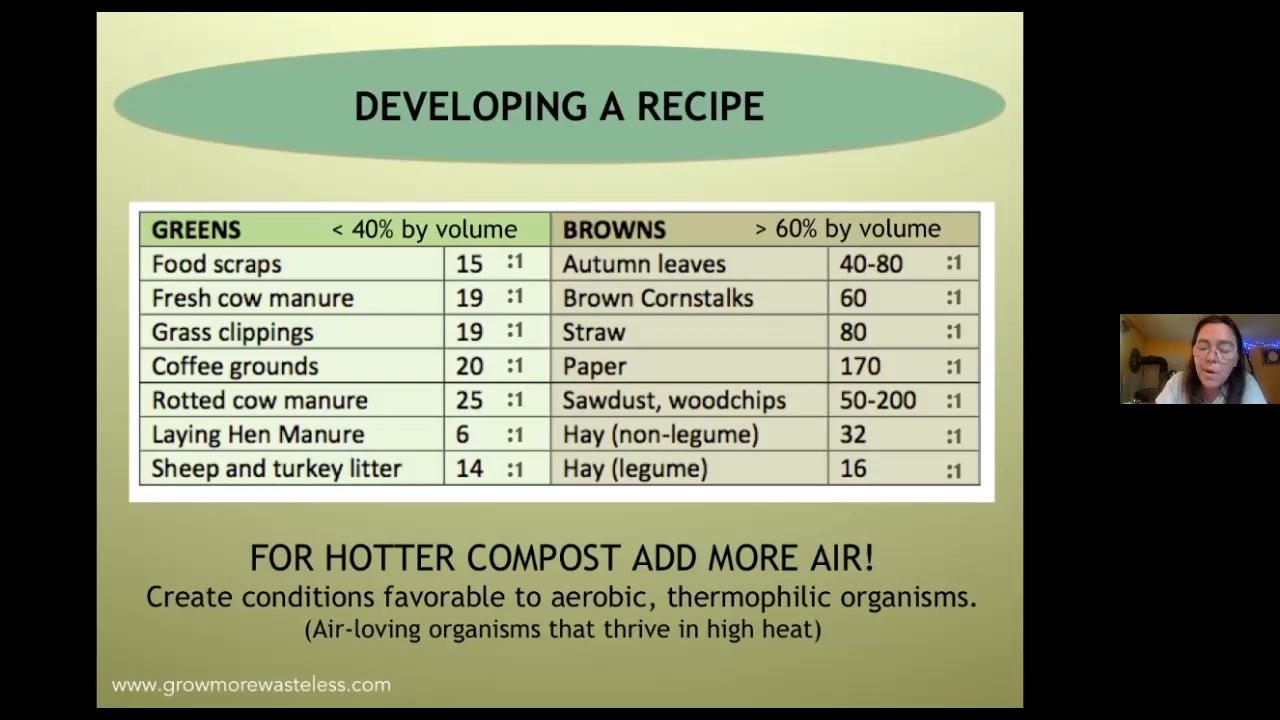 DEVELOPING A RECIPE
GREENS < 40% by volume BROWNS > 60% by volume
Food scraps 15 :1 Autumn leaves 40-80 :1
Fresh cow manure 19 :1 Brown Cornstalks 60 :1
Grass clippings 19 :1 Straw 80 :1
Coffee grounds 20 :1 Paper 170 :1
Rotted cow manure 25 :1 Sawdust, woodchips 50-200 :1
Laying Hen Manure 6 :1 Hay (non-legume) 32 :1
Sheep and turkey litter 14 :1 Hay (legume) 16 :1
FOR HOTTER COMPOST ADD MORE AIR!
Create conditions favorable to aerobic, thermophilic organisms.
(Air-loving organisms that thrive in high heat)
www.growmorewasteless.com